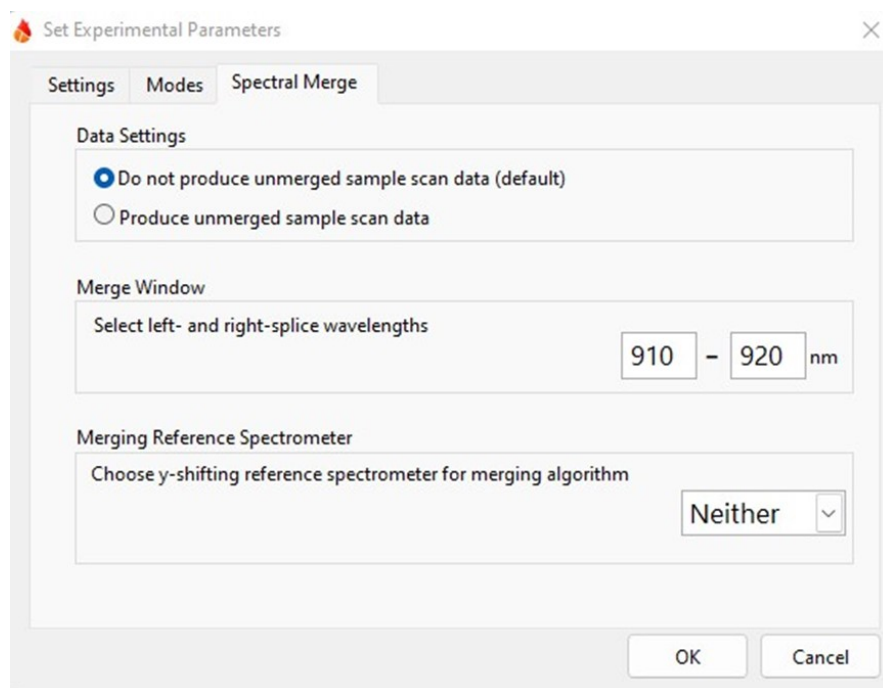 Set Experimental Parameters
Settings Modes Spectral Merge
Data Settings
Do not produce unmerged sample scan data (default)
Produce unmerged sample scan data
Merge Window
Select left- and right-splice wavelengths
910 – 920 nm
Merging Reference Spectrometer
Choose y-shifting reference spectrometer for merging algorithm
Neither
OK Cancel